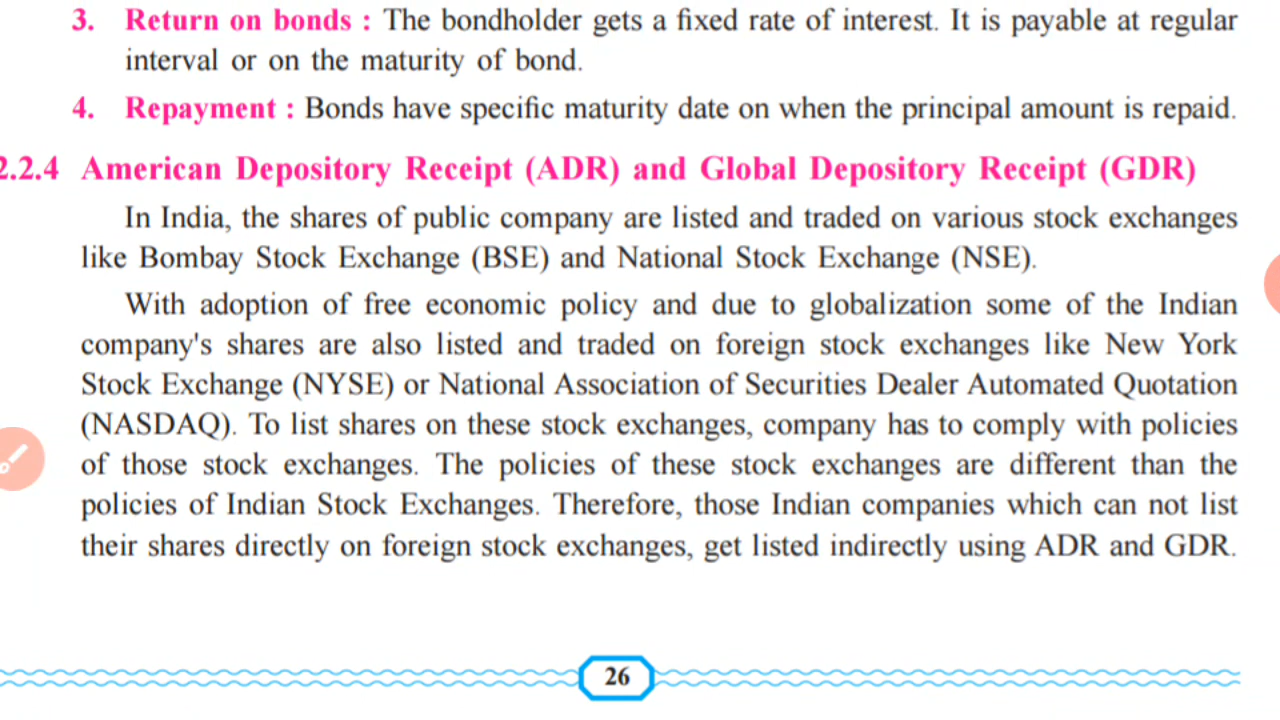 3. Return on bonds : The bondholder gets a fixed rate of interest. It is payable at regular
interval or on the maturity of bond.
4. Repayment : Bonds have specific maturity date on when the principal amount is repaid.
2.2.4 American Depository Receipt (ADR) and Global Depository Receipt (GDR)
In India, the shares of public company are listed and traded on various stock exchanges
like Bombay Stock Exchange (BSE) and National Stock Exchange (NSE).
With adoption of free economic policy and due to globalization some of the Indian
company's shares are also listed and traded on foreign stock exchanges like New York
Stock Exchange (NYSE) or National Association of Securities Dealer Automated Quotation
(NASDAQ). To list shares on these stock exchanges, company has to comply with policies
of those stock exchanges. The policies of these stock exchanges are different than the
policies of Indian Stock Exchanges. Therefore, those Indian companies which can not list
their shares directly on foreign stock exchanges, get listed indirectly using ADR and GDR.
26